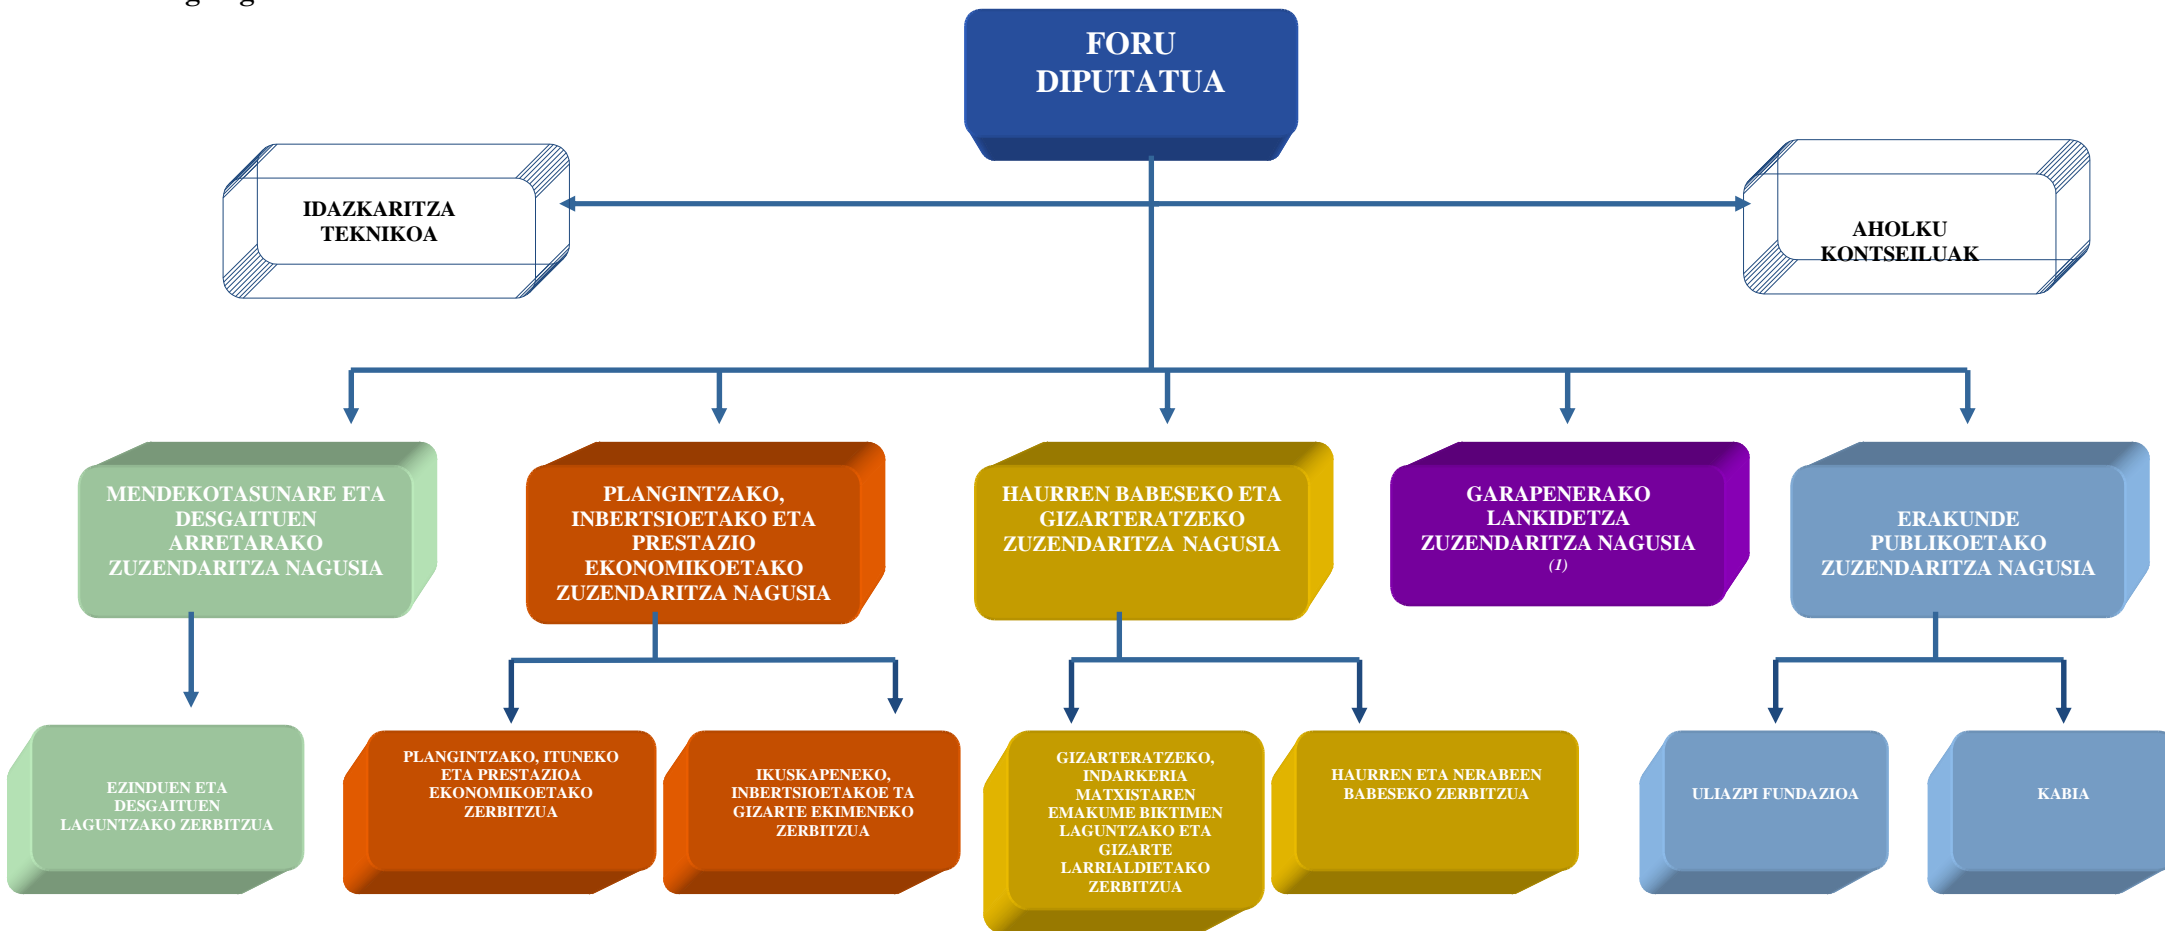 FORU
DIPUTATUA
IDAZKARITZA
TEKNIKOA
AHOLKU
KONTSEILUAK
MENDEKOTASUNARE ETA
DESGAITUEN
ARRETARAKO
ZUZENDARITZA NAGUSIA
PLANGINTZAKO,
INBERTSIOETAKO ETA
PRESTAZIO
EKONOMIKOETAKO
ZUZENDARITZA NAGUSIA
HAURREN BABESEKO ETA
GIZARTERATZEKO
ZUZENDARITZA NAGUSIA
GARAPENERAKO
LANKIDETZA
ZUZENDARITZA NAGUSIA
(1)
ERAKUNDE
PUBLIKOETAKO
ZUZENDARITZA NAGUSIA
EZINDUEN ETA
DESGAITUEN
LAGUNTZAKO ZERBITZUA
PLANGINTZAKO, ITUNEKO
ETA PRESTAZIOA
EKONOMIKOETAKO
ZERBITZUA
IKUSKAPENEKO,
INBERTSIOETAKOE TA
GIZARTE EKIMENEKO
ZERBITZUA
GIZARTERATZEKO,
INDARKERIA
MATXISTAREN
EMAKUME BIKTIMEN
LAGUNTZAKO ETA
GIZARTE
LARRIALDIETAKO
ZERBITZUA
HAURREN ETA NERABEEN
BABESEKO ZERBITZUA
ULIAZPI FUNDAZIOA
KABIA